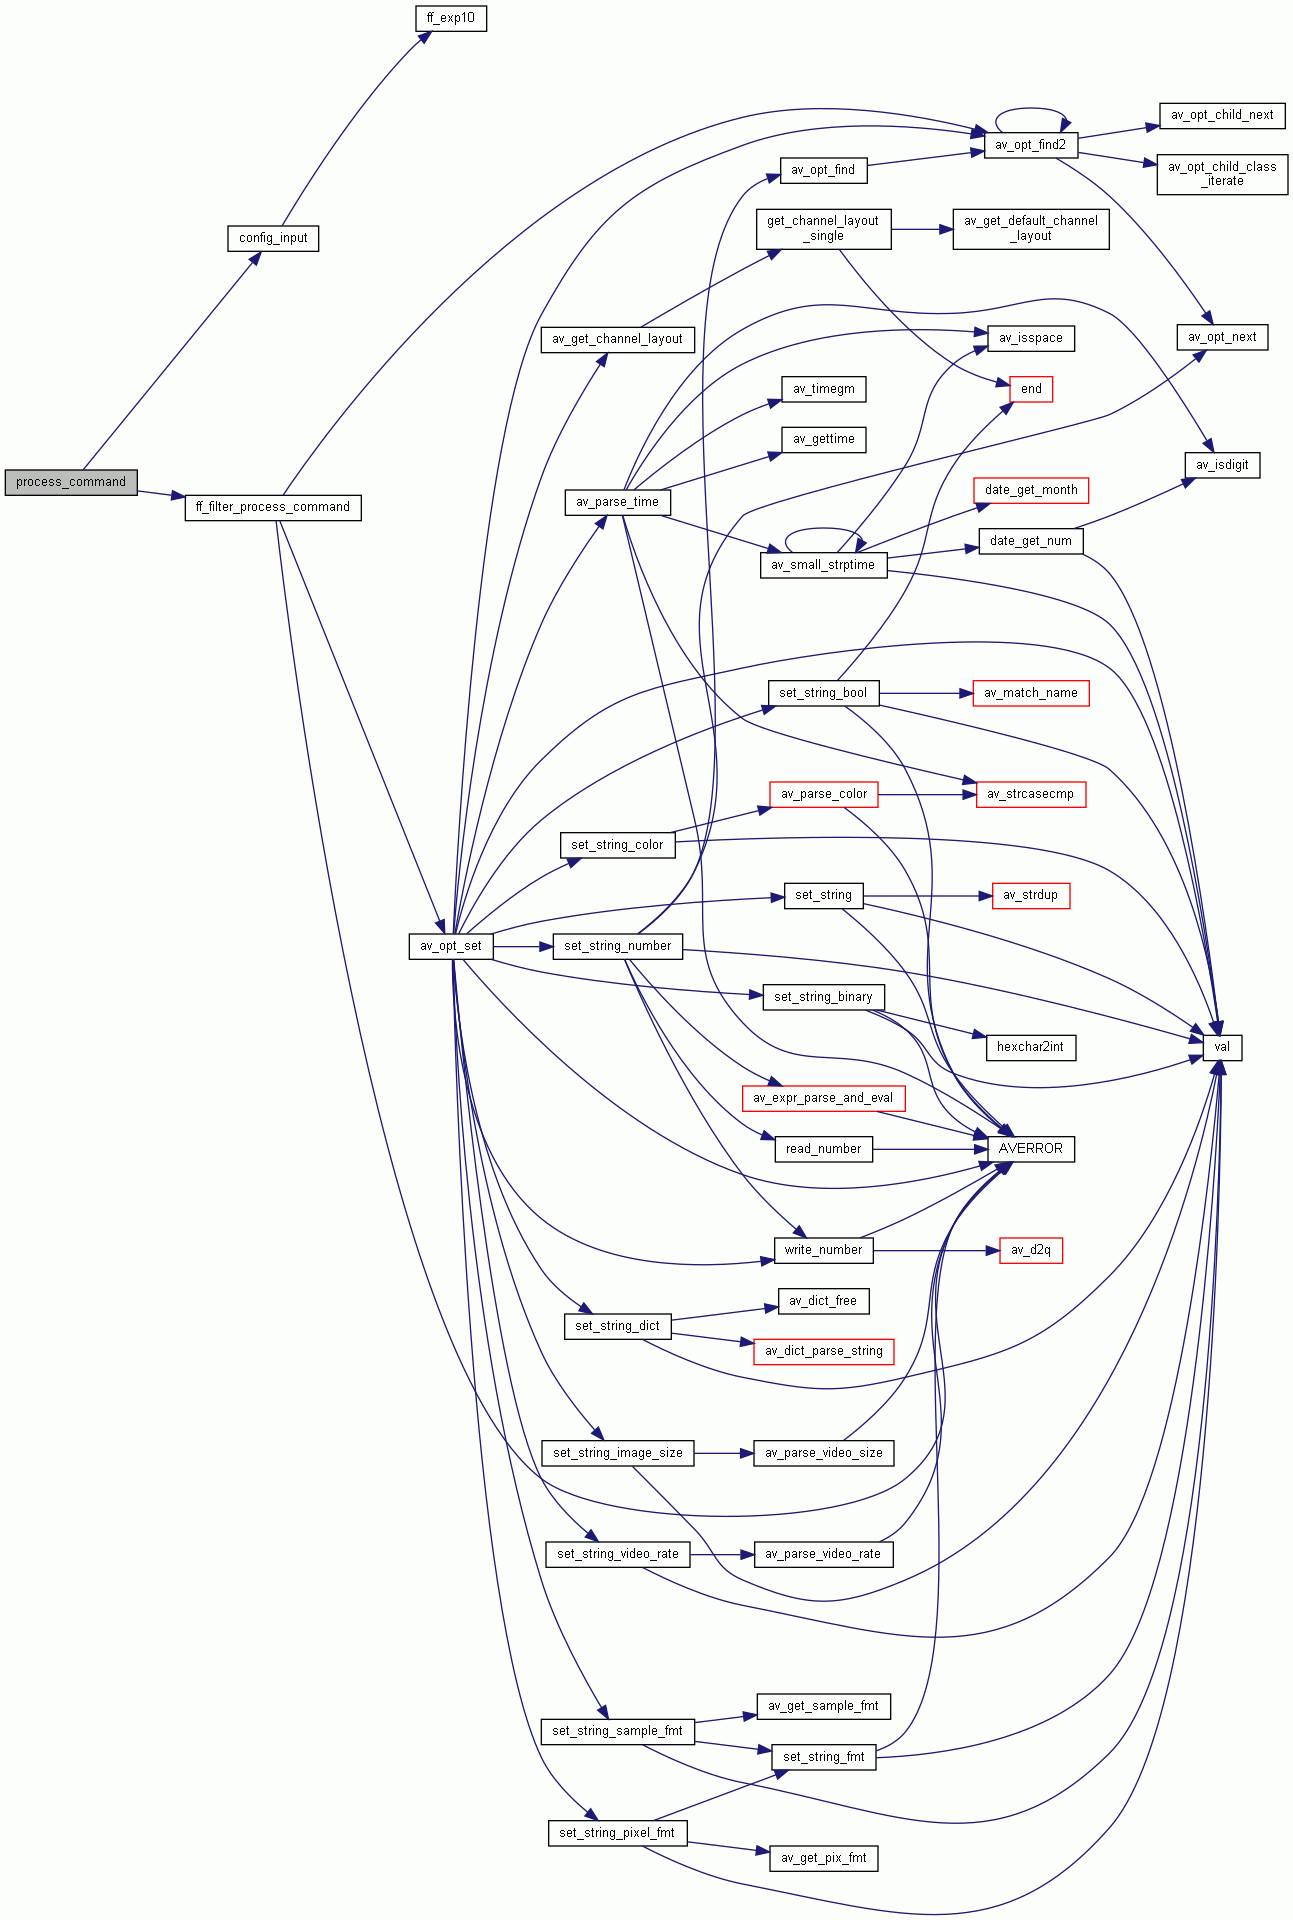 ff_exp10
av_opt_child_next
av_opt_find2
av_opt_find
av_opt_child_class
_iterate
get_channel_layout
_single
av_get_default_channel
_layout
config_input
av_get_channel_layout
av_isspace
av_opt_next
av_timegm
end
av_gettime
av_isdigit
process_command
date_get_month
ff_filter_process_command
av_parse_time
date_get_num
av_small_strptime
set_string_bool
av_match_name
av_parse_color
av_strcasecmp
set_string_color
set_string
av_strdup
av_opt_set
set_string_number
set_string_binary
hexchar2int
val
av_expr_parse_and_eval
read_number
AVERROR
write_number
av_d2q
av_dict_free
set_string_dict
av_dict_parse_string
set_string_image_size
av_parse_video_size
set_string_video_rate
av_parse_video_rate
av_get_sample_fmt
set_string_sample_fmt
set_string_fmt
set_string_pixel_fmt
av_get_pix_fmt